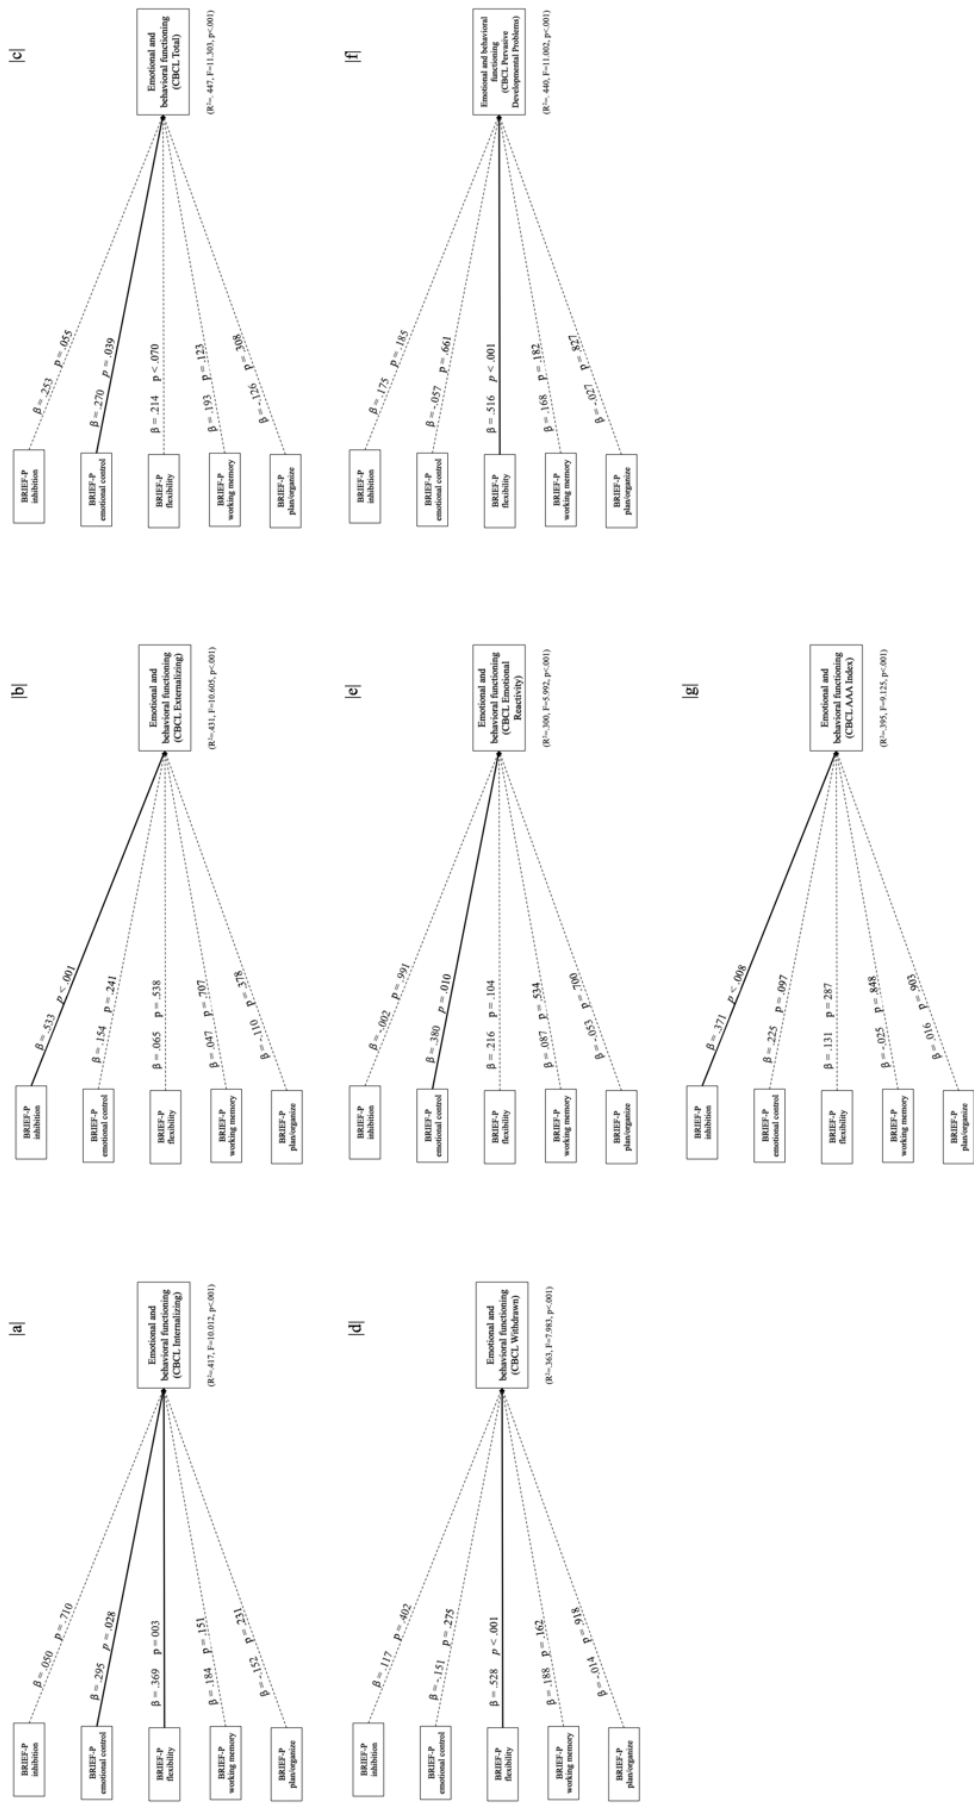 |a|
BRIEF-P
inhibition
β = .050 p = .710
BRIEF-P
emotional control
β = .295 p = .028
BRIEF-P
flexibility
β = .369 p = 003
BRIEF-P
working memory
β = .184 p = .151
BRIEF-P
plan/organize
β = -.152 p = .231
Emotional and
behavioral functioning
(CBCL Internalizing)
(R²=.417, F=10.012, p<.001)
|b|
BRIEF-P
inhibition
β = .533 p < .001
BRIEF-P
emotional control
β = .154 p = .241
BRIEF-P
flexibility
β = .065 p = .538
BRIEF-P
working memory
β = .047 p = .707
BRIEF-P
plan/organize
β = -.110 p = .378
Emotional and
behavioral functioning
(CBCL Externalizing)
(R²=.431, F=10.605, p<.001)
|c|
BRIEF-P
inhibition
β = .253 p = .055
BRIEF-P
emotional control
β = .270 p = .039
BRIEF-P
flexibility
β = .214 p < .070
BRIEF-P
working memory
β = .193 p = .123
BRIEF-P
plan/organize
β = -.126 p = .308
Emotional and
behavioral functioning
(CBCL Total)
(R²=. 447, F=11.303, p<.001)
|d|
BRIEF-P
inhibition
β = .117 p = .402
BRIEF-P
emotional control
β = -.151 p = .275
BRIEF-P
flexibility
β = .528 p < .001
BRIEF-P
working memory
β = .188 p = .162
BRIEF-P
plan/organize
β = -.014 p = .918
Emotional and
behavioral functioning
(CBCL Withdrawn)
(R²=.363, F=7.983, p<.001)
|e|
BRIEF-P
inhibition
β = -.002 p = .991
BRIEF-P
emotional control
β = .380 p = .010
BRIEF-P
flexibility
β = .216 p = .104
BRIEF-P
working memory
β = .087 p = .534
BRIEF-P
plan/organize
β = -.053 p = .700
Emotional and
behavioral functioning
(CBCL Emotional
Reactivity)
(R²=.300, F=5.992, p<.001)
|f|
BRIEF-P
inhibition
β = .175 p = .185
BRIEF-P
emotional control
β = -.057 p = .661
BRIEF-P
flexibility
β = .516 p < .001
BRIEF-P
working memory
β = .168 p = .182
BRIEF-P
plan/organize
β = -.027 p = .827
Emotional and behavioral
functioning
(CBCL Pervasive
Developmental Problems)
(R²=. 440, F=11.002, p<.001)
|g|
BRIEF-P
inhibition
β = .371 p < .008
BRIEF-P
emotional control
β = .225 p = .097
BRIEF-P
flexibility
β = .131 p = 287
BRIEF-P
working memory
β = -.025 p = .848
BRIEF-P
plan/organize
β = .016 p = .903
Emotional and
behavioral functioning
(CBCL AAA Index)
(R²=.395, F=9.125, p<.001)